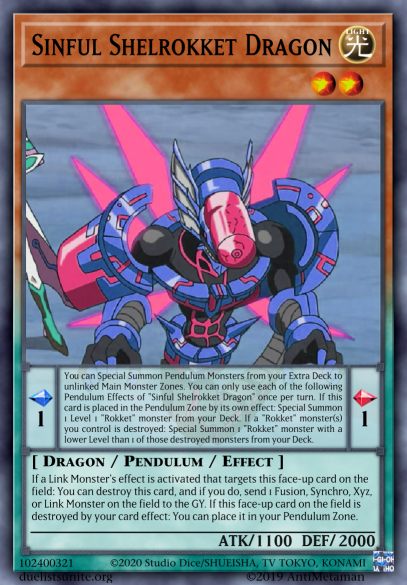 SINFUL SHELROKKET DRAGON
LIGHT
光
You can Special Summon Pendulum Monsters from your Extra Deck to
unlinked Main Monster Zones. You can only use each of the following
Pendulum Effects of "Sinful Shelrokket Dragon" once per turn. If this
card is placed in the Pendulum Zone by its own effect: Special Summon
1 Level 1 "Rokket" monster from your Deck. If a "Rokket" monster(s)
you control is destroyed: Special Summon 1 "Rokket" monster with a
lower Level than 1 of those destroyed monsters from your Deck.
1
1
[ DRAGON / PENDULUM / EFFECT ]
If a Link Monster's effect is activated that targets this face-up card on the
field: You can destroy this card, and if you do, send 1 Fusion, Synchro, Xyz,
or Link Monster on the field to the GY. If this face-up card on the field is
destroyed by your card effect: You can place it in your Pendulum Zone.
ATK/1100 DEF/2000
102400321 ©2020 Studio Dice/SHUEISHA, TV TOKYO, KONAMI
duelistsunite.org ©2019 AntiMetaman